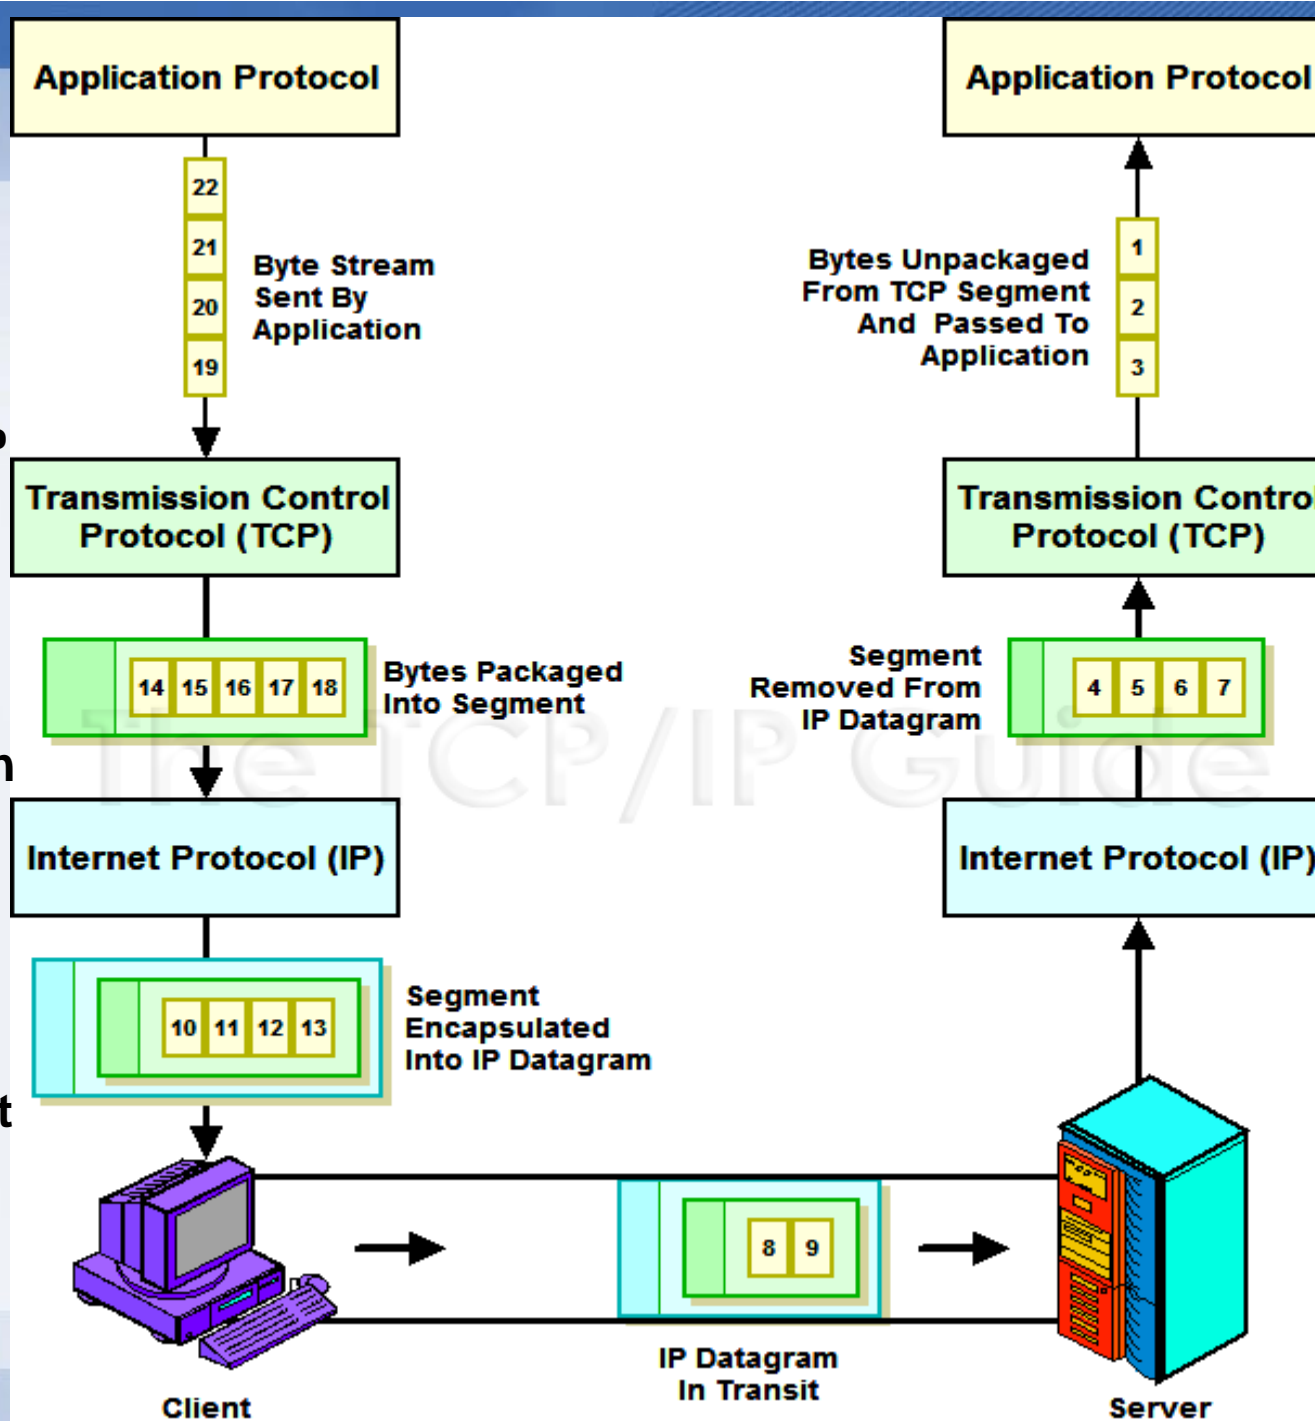 Application Protocol
Application Protocol
22
21
20
19
Byte Stream
Sent By
Application
Bytes Unpackaged
From TCP Segment
And Passed To
Application
1
2
3
Transmission Control
Protocol (TCP)
Transmission Control
Protocol (TCP)
14 15 16 17 18
Bytes Packaged
Into Segment
Segment
Removed From
IP Datagram
4 5 6 7
The TCP/IP Guide
Internet Protocol (IP)
Internet Protocol (IP)
10 11 12 13
Segment
Encapsulated
Into IP Datagram
8 9
IP Datagram
In Transit
Client
Server